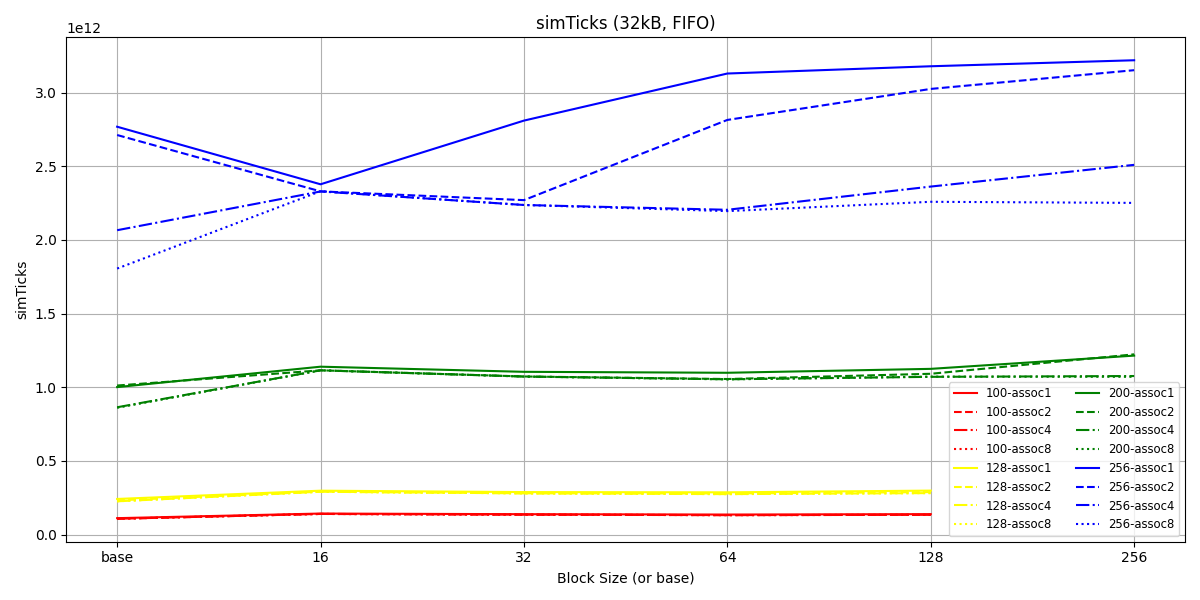 simTicks (32kB, FIFO)
1e12
3.0
2.5
2.0
1.5
1.0
0.5
0.0
simTicks
base 16 32 64 128 256
Block Size (or base)
100-assoc1 200-assoc1
100-assoc2 200-assoc2
100-assoc4 200-assoc4
100-assoc8 200-assoc8
128-assoc1 256-assoc1
128-assoc2 256-assoc2
128-assoc4 256-assoc4
128-assoc8 256-assoc8